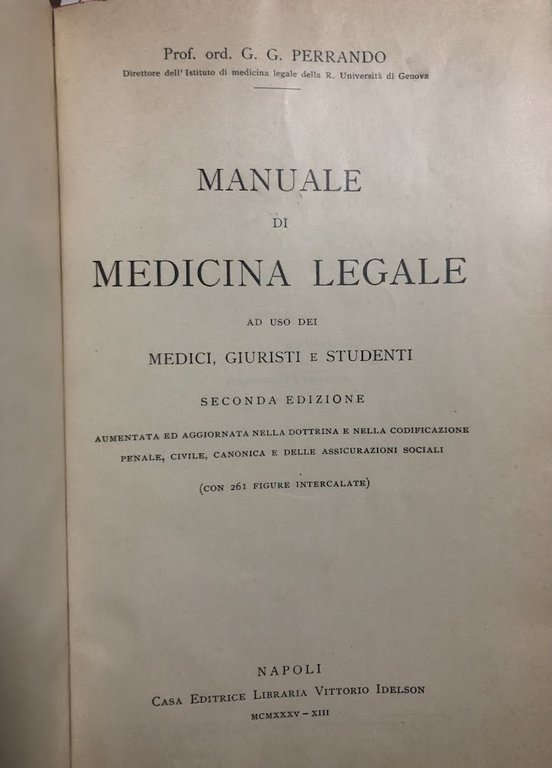 Prof. ord. G. G. PERRANDO
Direttore dell' Istituto di medicina legale della R. Università di Genova
MANUALE
DI
MEDICINA LEGALE
AD USO DEI
MEDICI, GIURISTI E STUDENTI
SECONDA EDIZIONE
AUMENTATA ED AGGIORNATA NELLA DOTTRINA E NELLA CODIFICAZIONE
PENALE, CIVILE, CANONICA E DELLE ASSICURAZIONI SOCIALI
(CON 261 FIGURE INTERCALATE)
NAPOLI
CASA EDITRICE LIBRARIA VITTORIO IDELSON
MCMXXXV - XIII